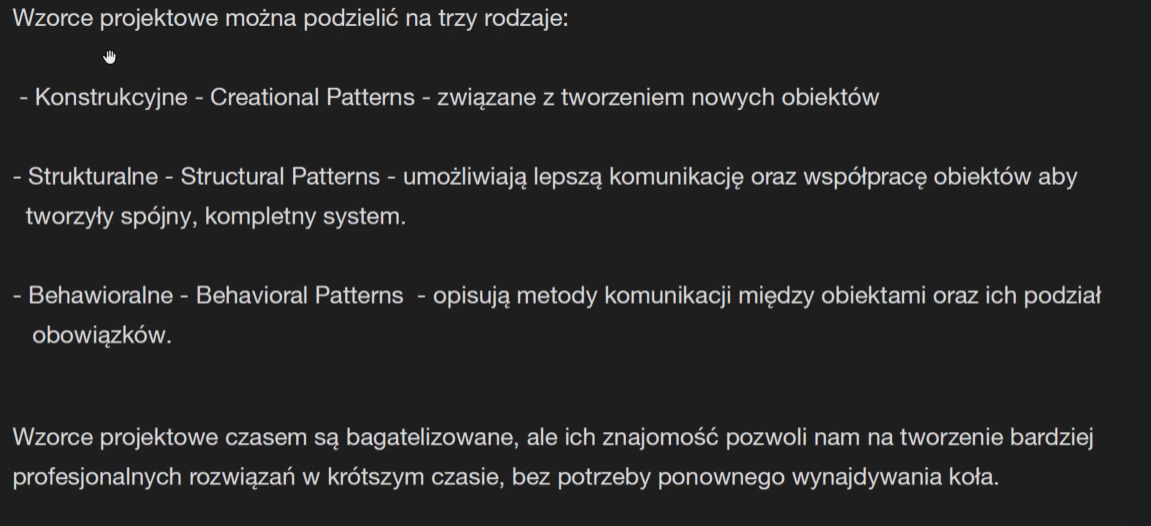 Wzorce projektowe można podzielić na trzy rodzaje:
- Konstrukcyjne - Creational Patterns - związane z tworzeniem nowych obiektów
- Strukturalne - Structural Patterns - umożliwiają lepszą komunikację oraz współpracę obiektów aby
tworzyły spójny, kompletny system.
- Behawioralne - Behavioral Patterns - opisują metody komunikacji między obiektami oraz ich podział
obowiązków.
Wzorce projektowe czasem są bagatelizowane, ale ich znajomość pozwoli nam na tworzenie bardziej
profesjonalnych rozwiązań w krótszym czasie, bez potrzeby ponownego wynajdywania koła.